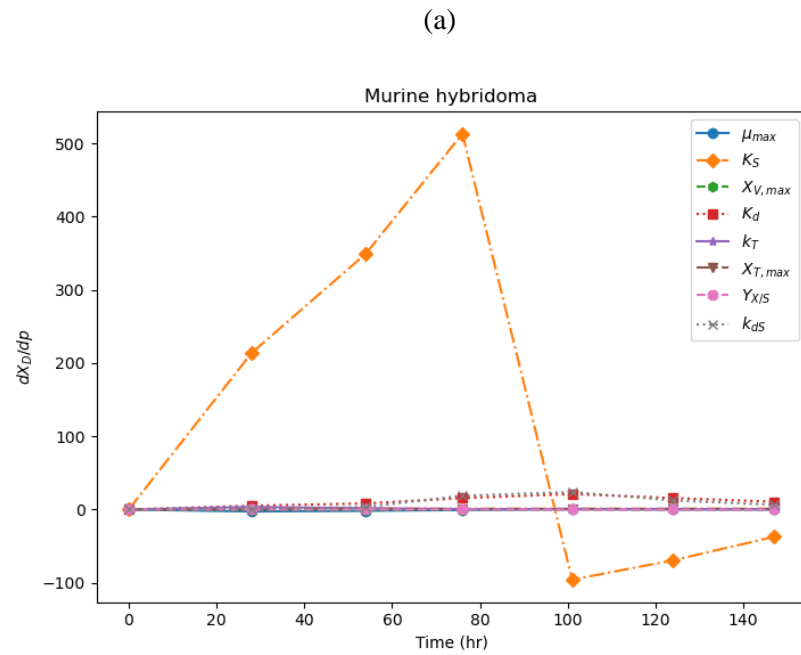 (a)
Murine hybridoma
500
400
300
200
100
0
−100
dX_D/dp
0 20 40 60 80 100 120 140
Time (hr)
μ_max
K_S
X_V,max
K_d
k_T
X_T,max
Y_X/S
k_dS